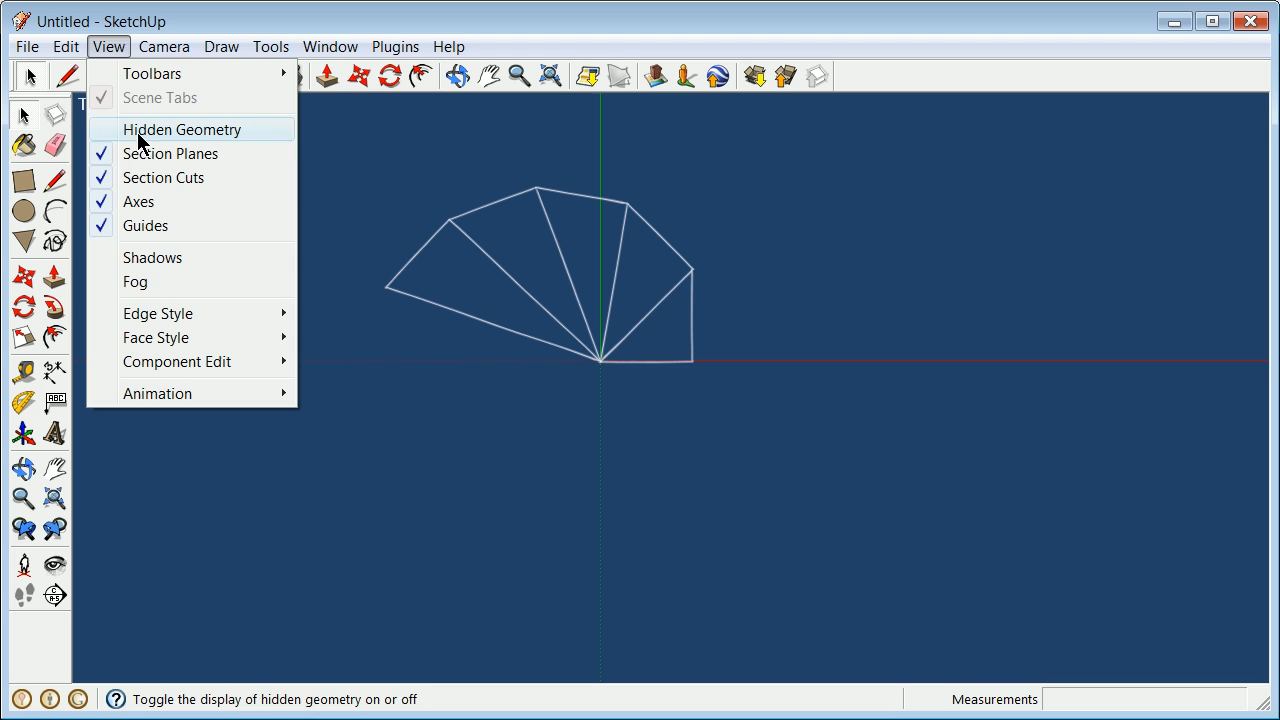 Untitled - SketchUp
File Edit View Camera Draw Tools Window Plugins Help
Toolbars
Scene Tabs
Hidden Geometry
Section Planes
Section Cuts
Axes
Guides
Shadows
Fog
Edge Style
Face Style
Component Edit
Animation
ABC
A
Toggle the display of hidden geometry on or off
Measurements